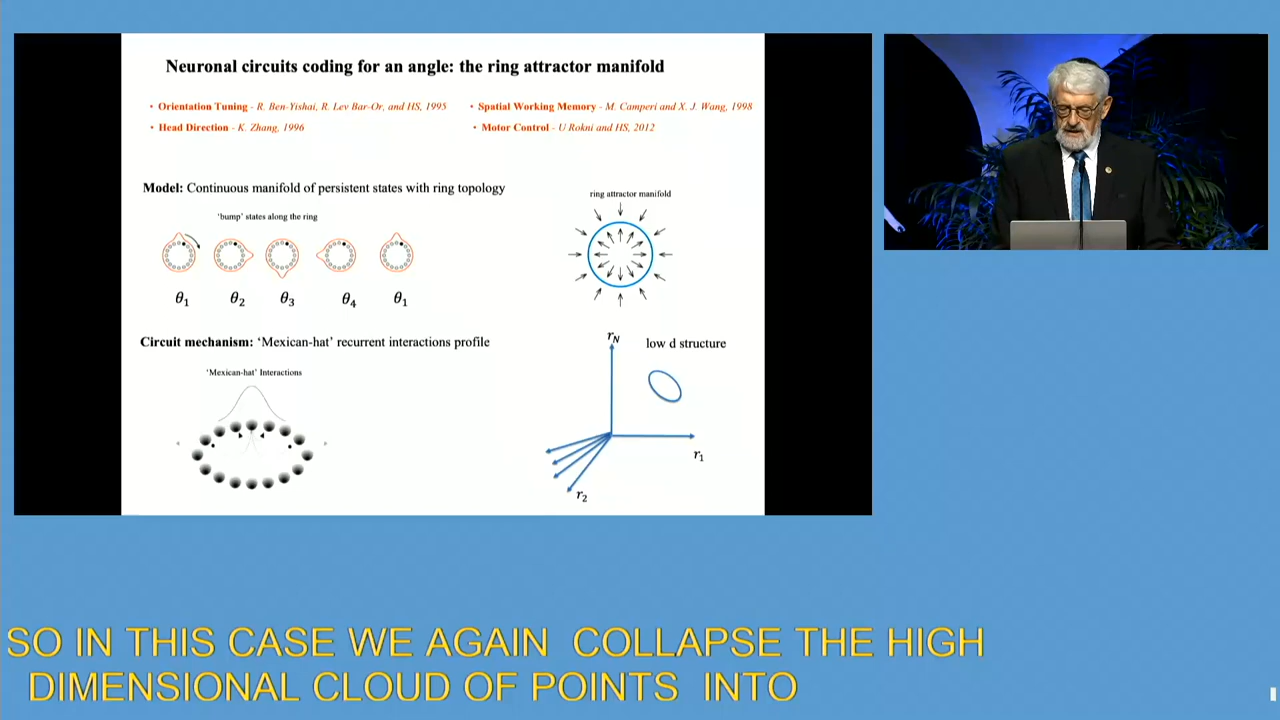 Neuronal circuits coding for an angle: the ring attractor manifold
• Orientation Tuning - R. Ben-Yishai, R. Lev Bar-Or, and HS, 1995
• Spatial Working Memory - M. Camperi and X. J. Wang, 1998
• Head Direction - K. Zhang, 1996
• Motor Control - U Rokni and HS, 2012
Model: Continuous manifold of persistent states with ring topology
ring attractor manifold
'bump' states along the ring
θ1 θ2 θ3 θ4 θ1
Circuit mechanism: 'Mexican-hat' recurrent interactions profile
'Mexican-hat' Interactions
rN
low d structure
r1
r2
SO IN THIS CASE WE AGAIN COLLAPSE THE HIGH
DIMENSIONAL CLOUD OF POINTS INTO